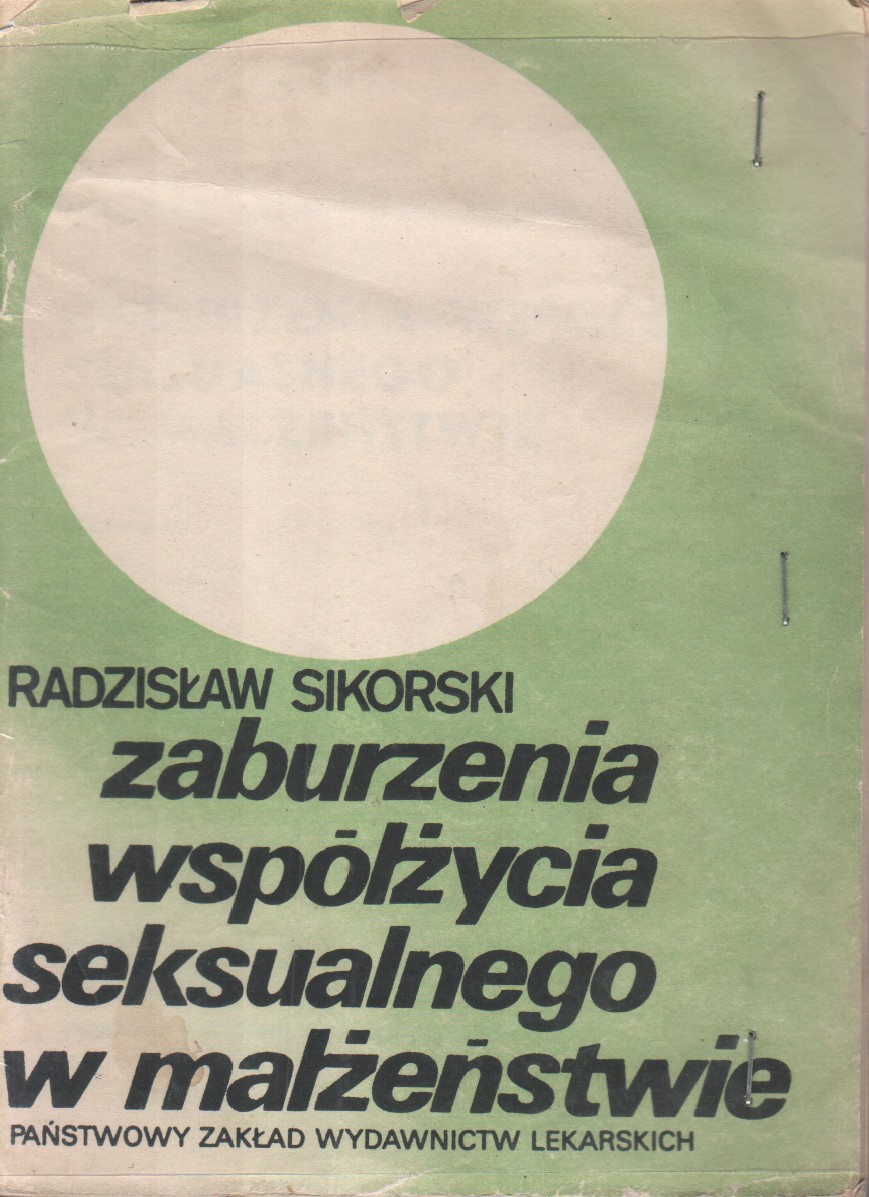 RADZISŁAW SIKORSKI
zaburzenia
współżycia
seksualnego
w małżeństwie
PAŃSTWOWY ZAKŁAD WYDAWNICTW LEKARSKICH